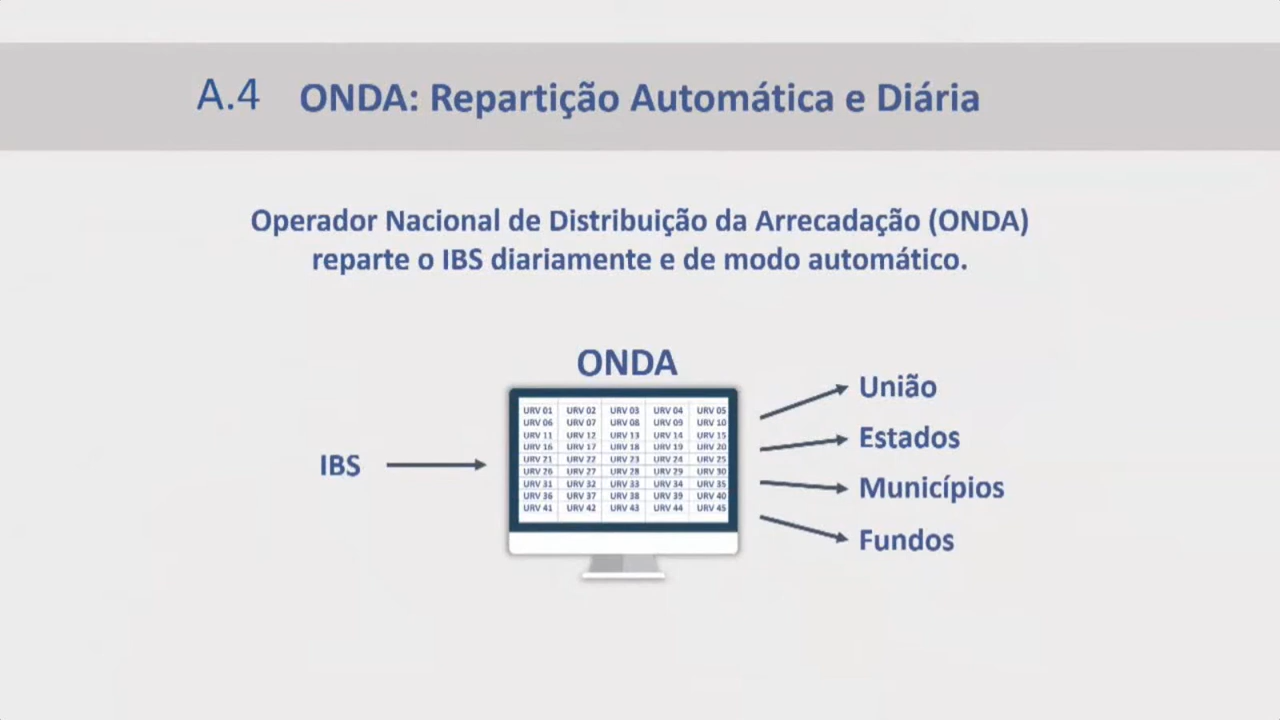 A.4 ONDA: Repartição Automática e Diária
Operador Nacional de Distribuição da Arrecadação (ONDA)
reparte o IBS diariamente e de modo automático.
ONDA
IBS
URV 01 URV 02 URV 03 URV 04 URV 05
URV 06 URV 07 URV 08 URV 09 URV 10
URV 11 URV 12 URV 13 URV 14 URV 15
URV 16 URV 17 URV 18 URV 19 URV 20
URV 21 URV 22 URV 23 URV 24 URV 25
URV 26 URV 27 URV 28 URV 29 URV 30
URV 31 URV 32 URV 33 URV 34 URV 35
URV 36 URV 37 URV 38 URV 39 URV 40
URV 41 URV 42 URV 43 URV 44 URV 45
União
Estados
Municípios
Fundos